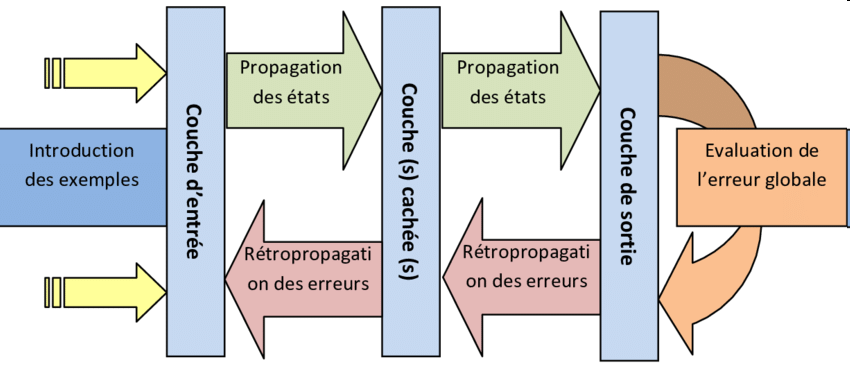 Introduction
des exemples
Couche d'entrée
Propagation
des états
Rétropropagati
on des erreurs
Couche (s) cachée (s)
Propagation
des états
Rétropropagati
on des erreurs
Couche de sortie
Evaluation de
l'erreur globale